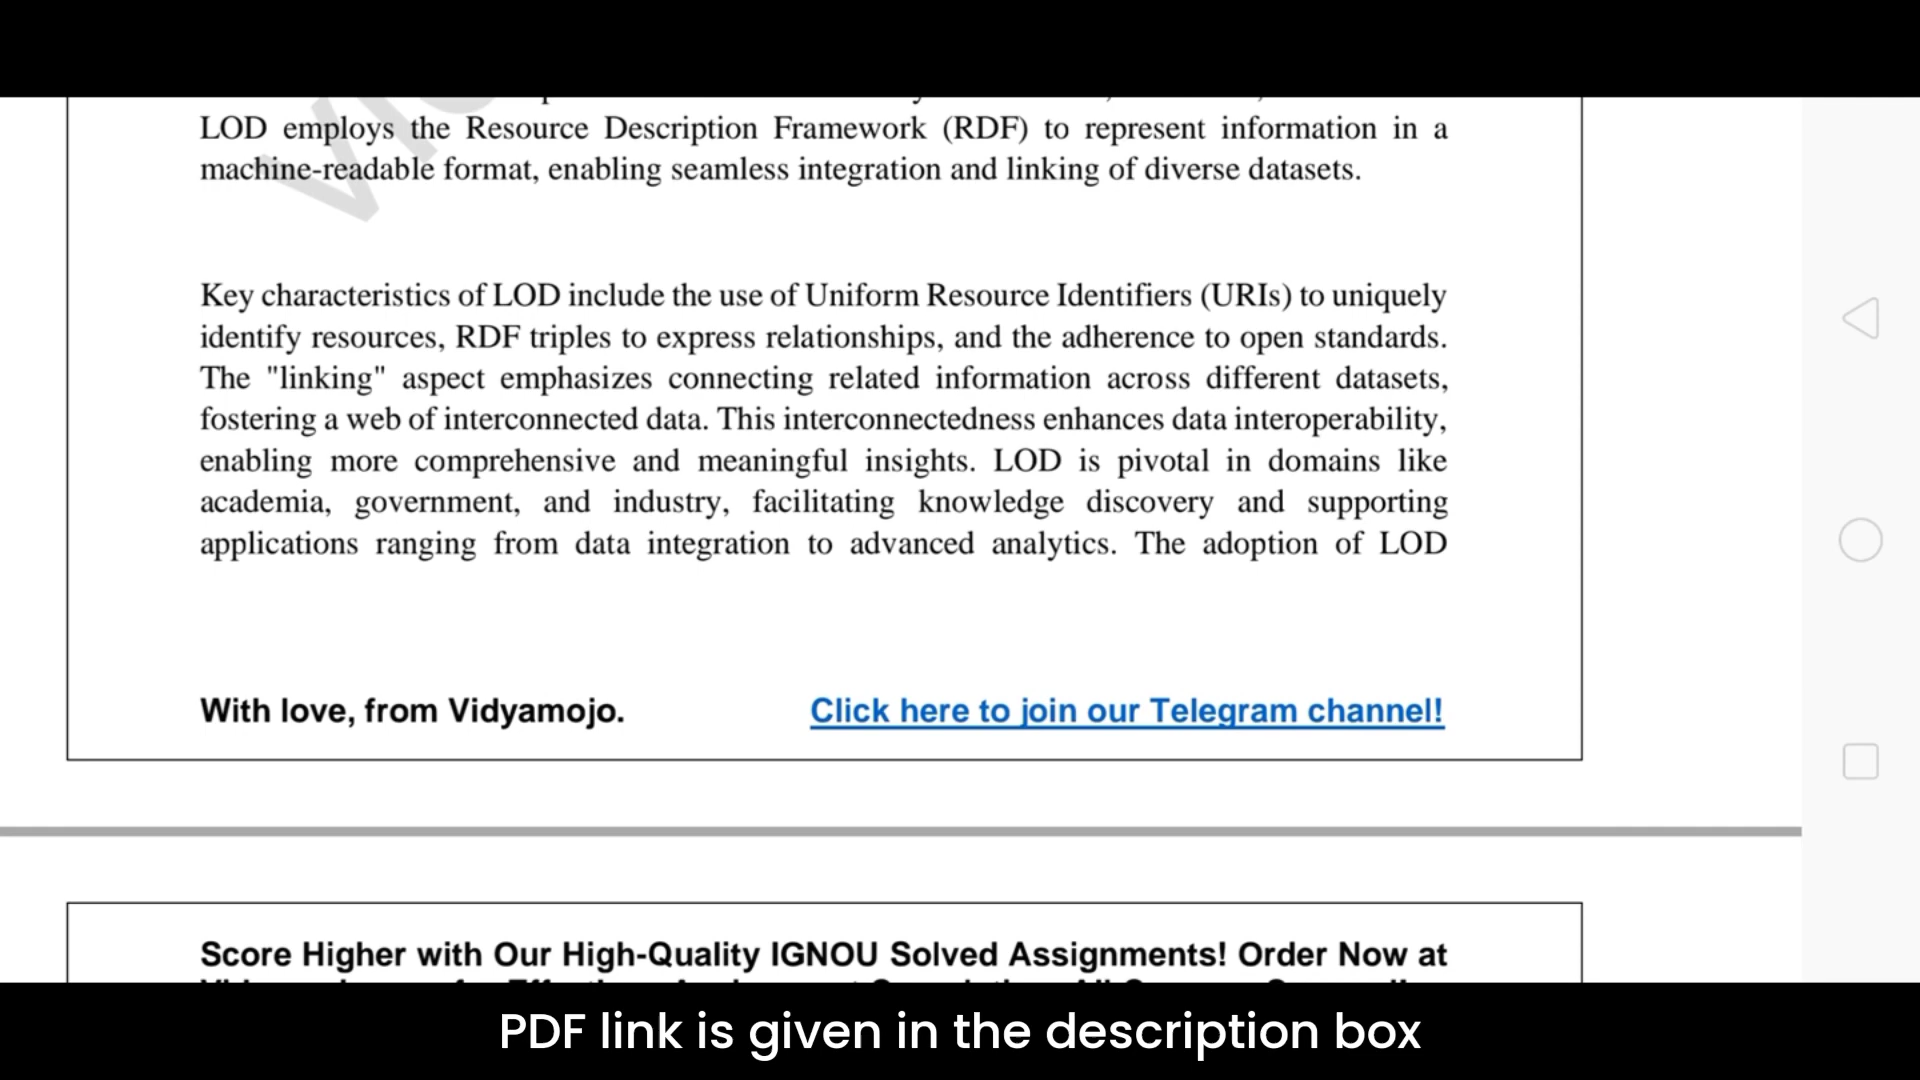 LOD employs the Resource Description Framework (RDF) to represent information in a
machine-readable format, enabling seamless integration and linking of diverse datasets.
Key characteristics of LOD include the use of Uniform Resource Identifiers (URIs) to uniquely
identify resources, RDF triples to express relationships, and the adherence to open standards.
The "linking" aspect emphasizes connecting related information across different datasets,
fostering a web of interconnected data. This interconnectedness enhances data interoperability,
enabling more comprehensive and meaningful insights. LOD is pivotal in domains like
academia, government, and industry, facilitating knowledge discovery and supporting
applications ranging from data integration to advanced analytics. The adoption of LOD
With love, from Vidyamojo. Click here to join our Telegram channel!
Score Higher with Our High-Quality IGNOU Solved Assignments! Order Now at
PDF link is given in the description box